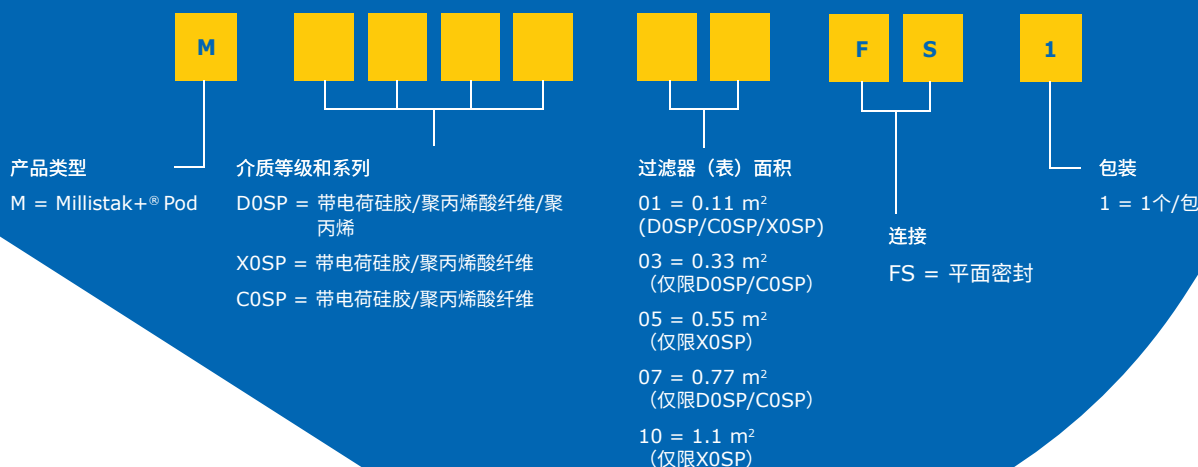 M
F S
1
产品类型
M = Millistak+® Pod
介质等级和系列
D0SP = 带电荷硅胶/聚丙烯酸纤维/聚
丙烯
X0SP = 带电荷硅胶/聚丙烯酸纤维
C0SP = 带电荷硅胶/聚丙烯酸纤维
过滤器（表）面积
01 = 0.11 m²
(D0SP/C0SP/X0SP)
03 = 0.33 m²
（仅限D0SP/C0SP）
05 = 0.55 m²
（仅限X0SP）
07 = 0.77 m²
（仅限D0SP/C0SP）
10 = 1.1 m²
（仅限X0SP）
连接
FS = 平面密封
包装
1 = 1个/包